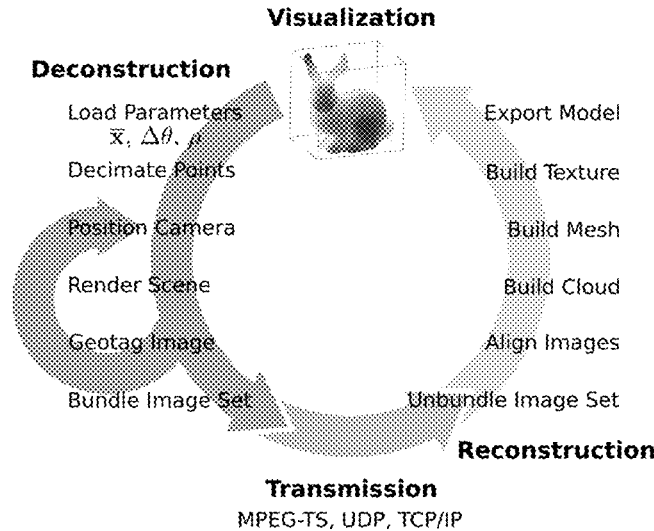 Visualization
Deconstruction
Load Parameters
x̅, Δθ, ρ
Decimate Points
Position Camera
Render Scene
Geotag Image
Bundle Image Set
Export Model
Build Texture
Build Mesh
Build Cloud
Align Images
Unbundle Image Set
Reconstruction
Transmission
MPEG-TS, UDP, TCP/IP